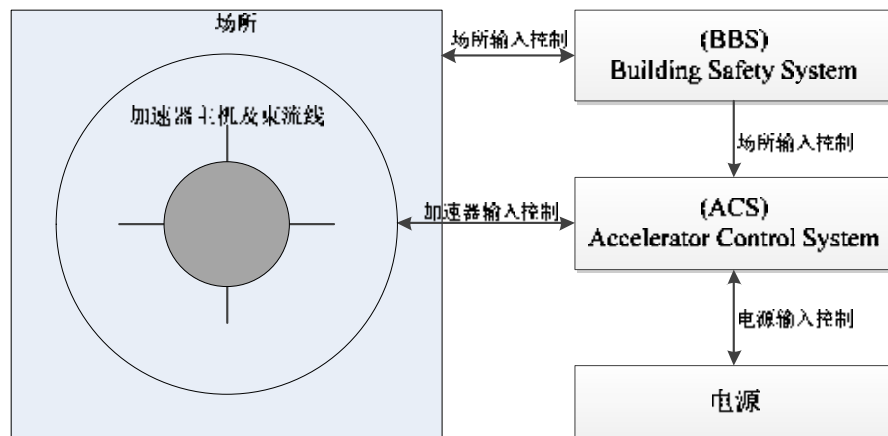 场所
加速器主机及束流线
场所输入控制
(BBS)
Building Safety System
场所输入控制
加速器输入控制
(ACS)
Accelerator Control System
电源输入控制
电源